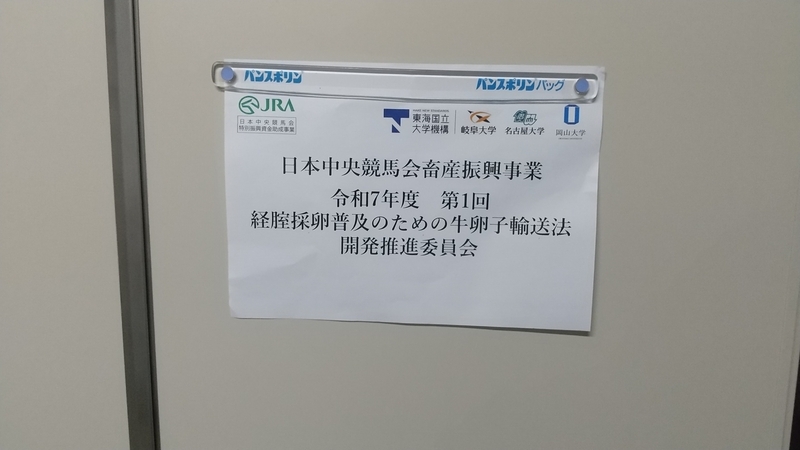 パンスポリン
パンスポリンバッグ
JRA
日本中央競馬会
特別振興資金助成事業
東海国立
大学機構
岐阜大学
名古屋大学
岡山大学
日本中央競馬会畜産振興事業
令和7年度 第1回
経腟採卵普及のための牛卵子輸送法
開発推進委員会